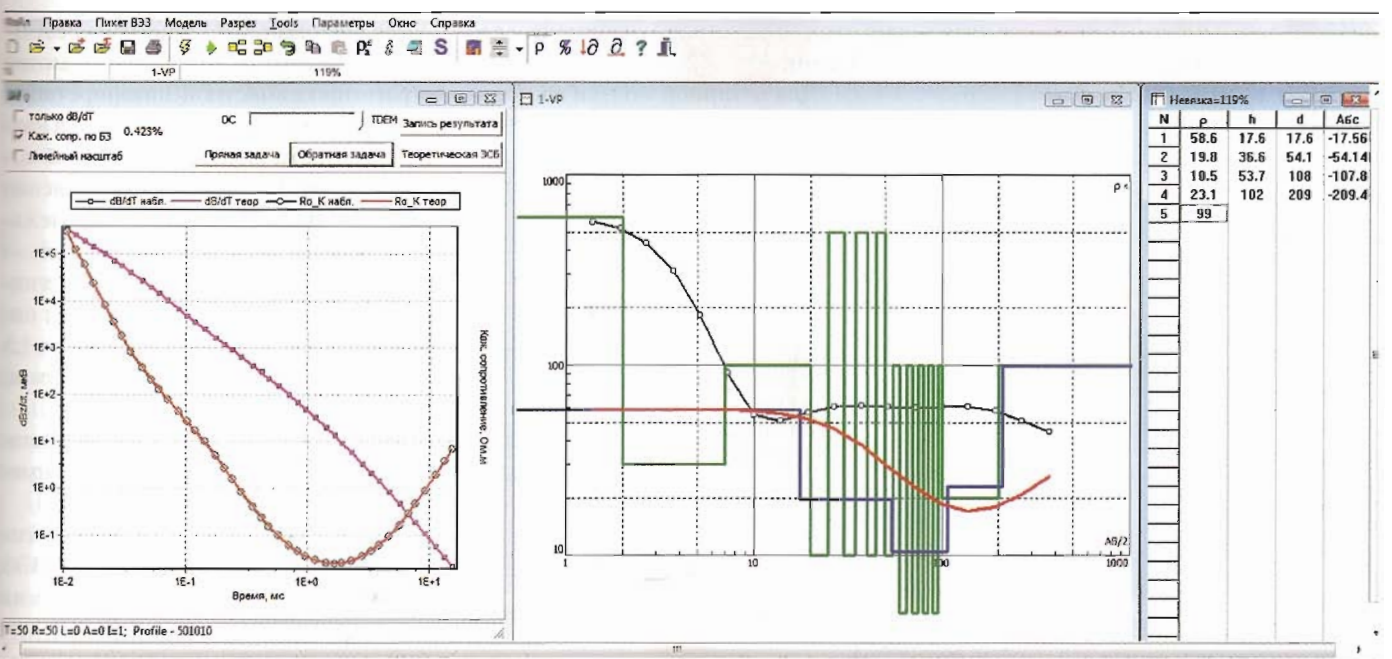 Правка Пикет ВЭЗ Модель Разрез Tools Параметры Окно Справка
ρ % ?
1-VP 119%
только dB/dT
Каж. сопр. по БЗ 0.423%
Линейный масштаб
DC TDEM Запись результата
Прямая задача Обратная задача Теоретическая ЗСБ
dB/dT набл. dB/dT теор Ro_K набл. Ro_K теор
1E+5
1E+4
1E+3
1E+2
1E+1
1E+0
1E-1
dBz/dt, мкВ
Каж. сопротивление, Ом.м
1E-2 1E-1 1E+0 1E+1
Время, мс
T=50 R=50 L=0 A=0 I=1; Profile - 501010
1-VP
1000
100
10
ρ к
AB/2
1 10 100 1000
Невязка=119%
N ρ h d Абс
1 58.6 17.6 17.6 -17.56
2 19.8 36.6 54.1 -54.14
3 10.5 53.7 108 -107.8
4 23.1 102 209 -209.4
5 99